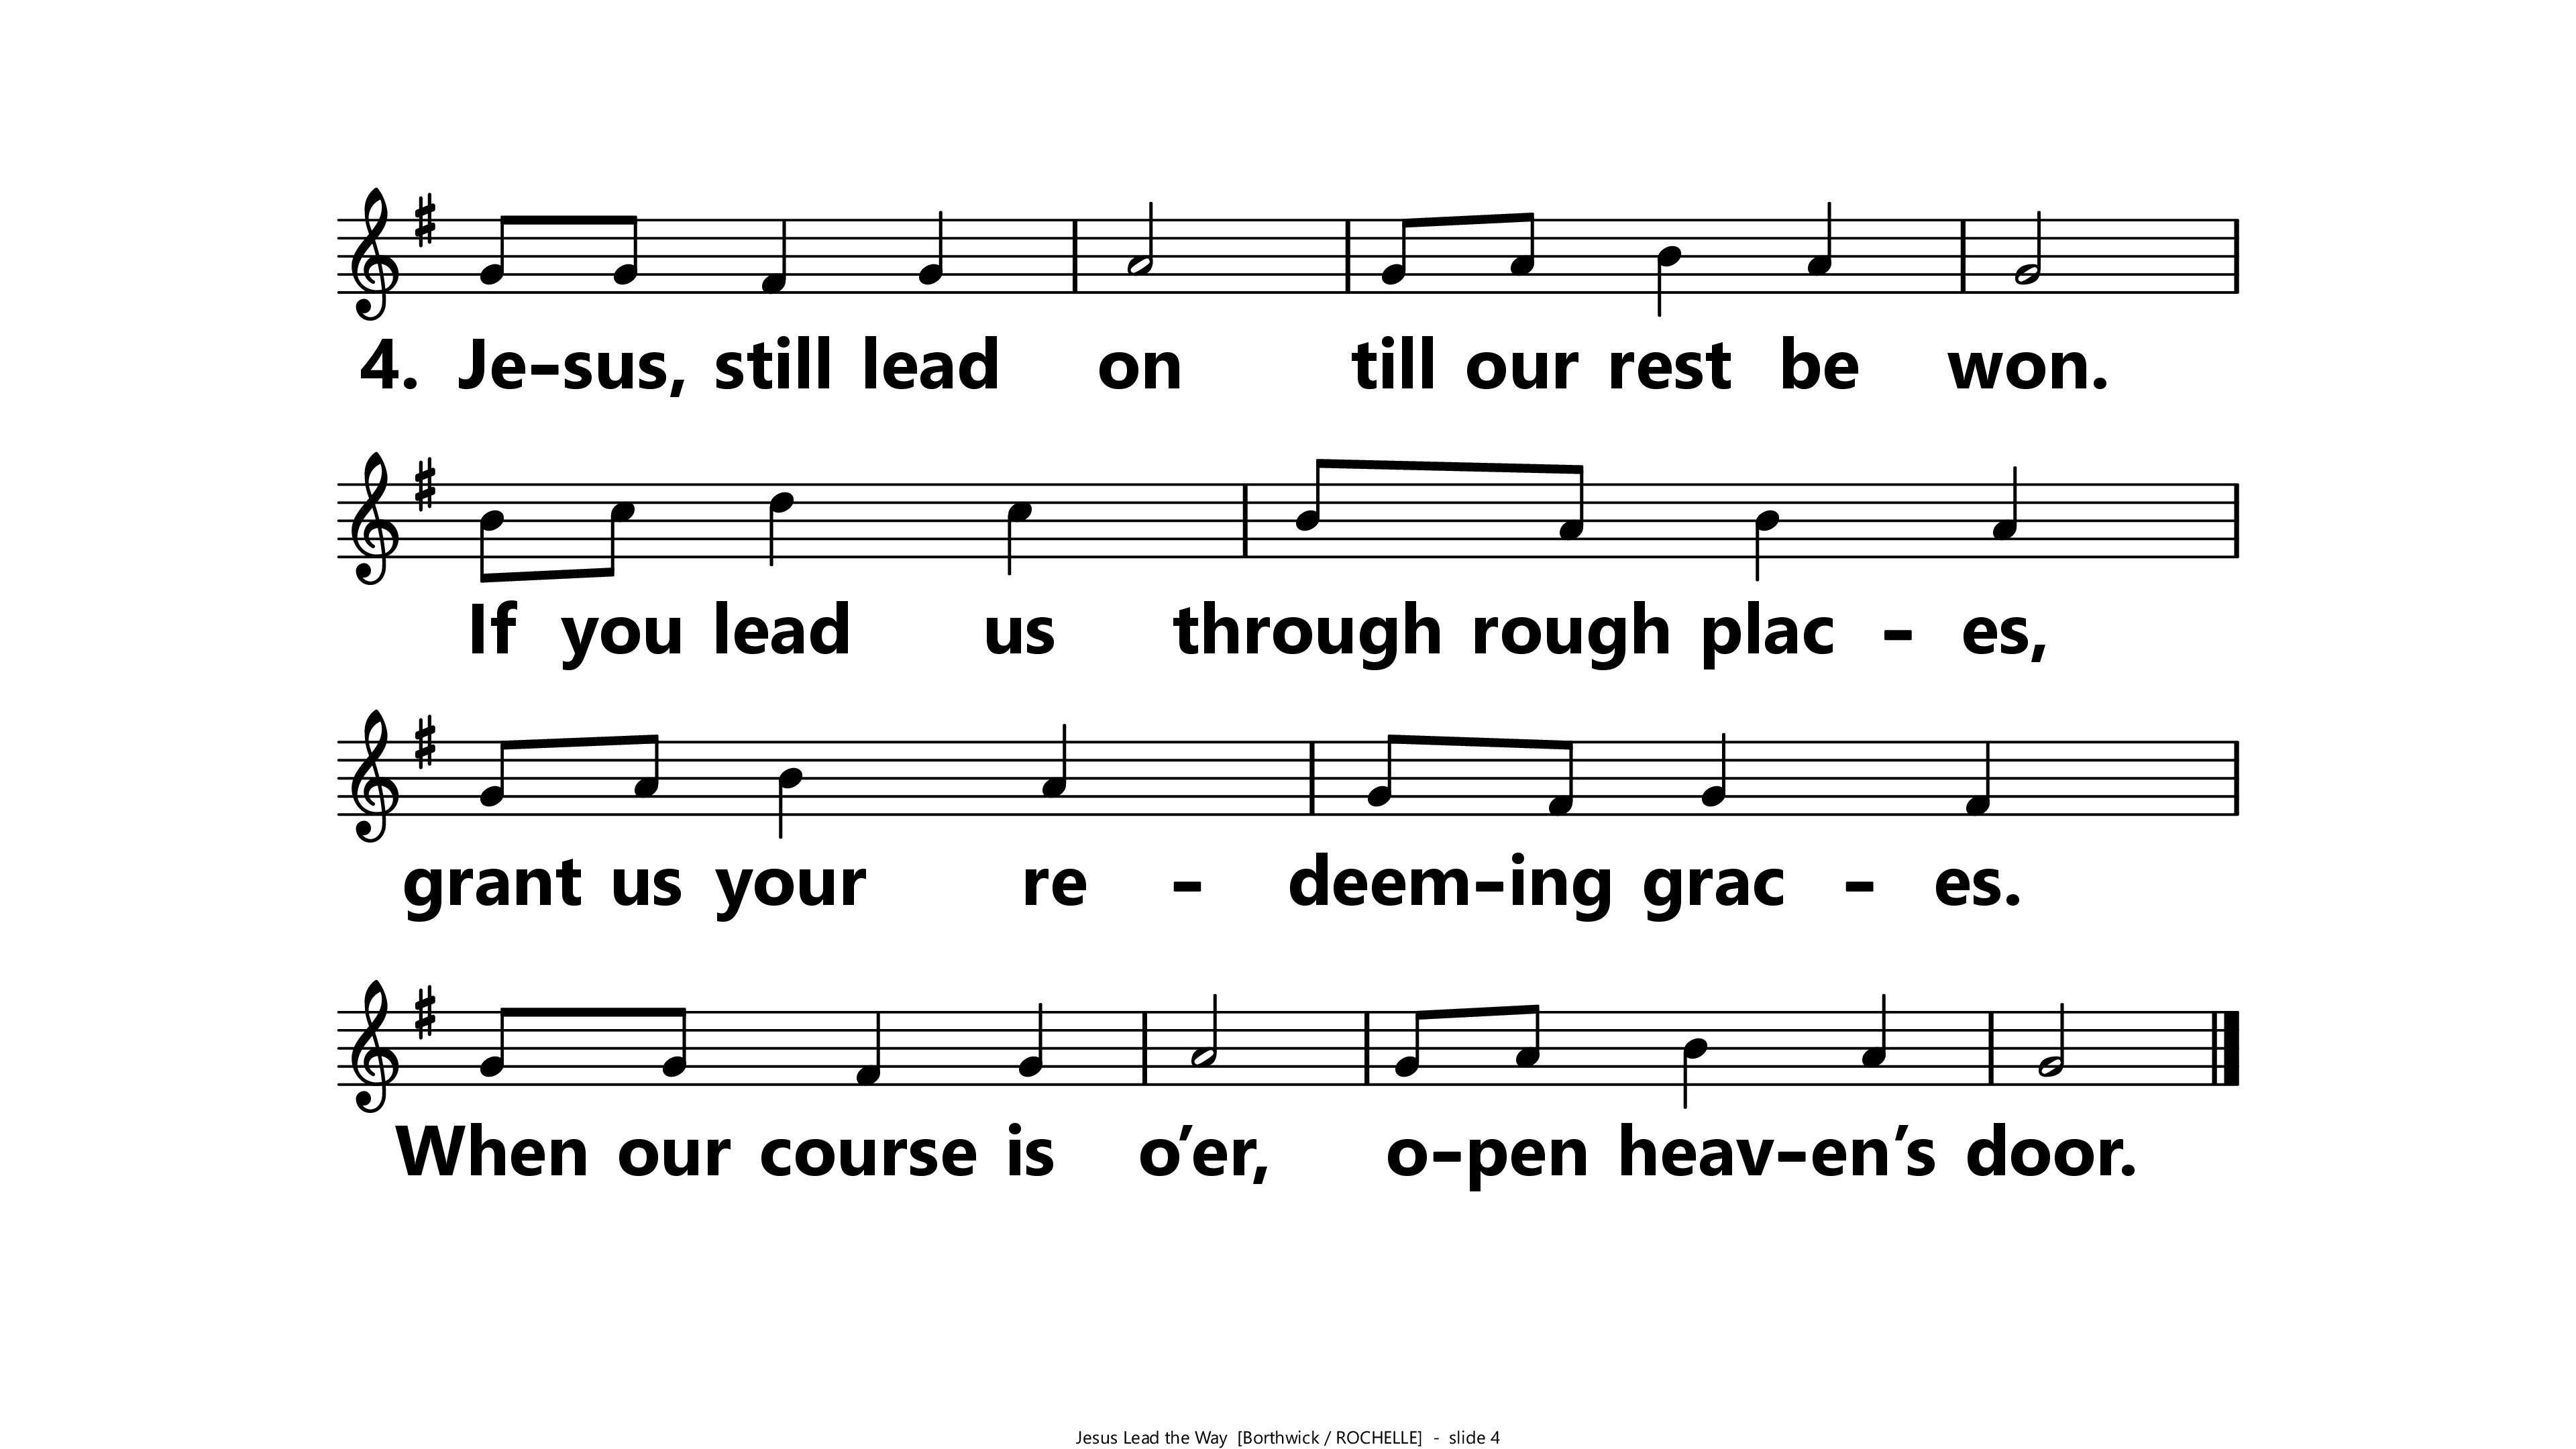 4. Je-sus, still lead on till our rest be won.
If you lead us through rough plac - es,
grant us your re - deem-ing grac - es.
When our course is o’er, o-pen heav-en’s door.
Jesus Lead the Way [Borthwick / ROCHELLE] - slide 4